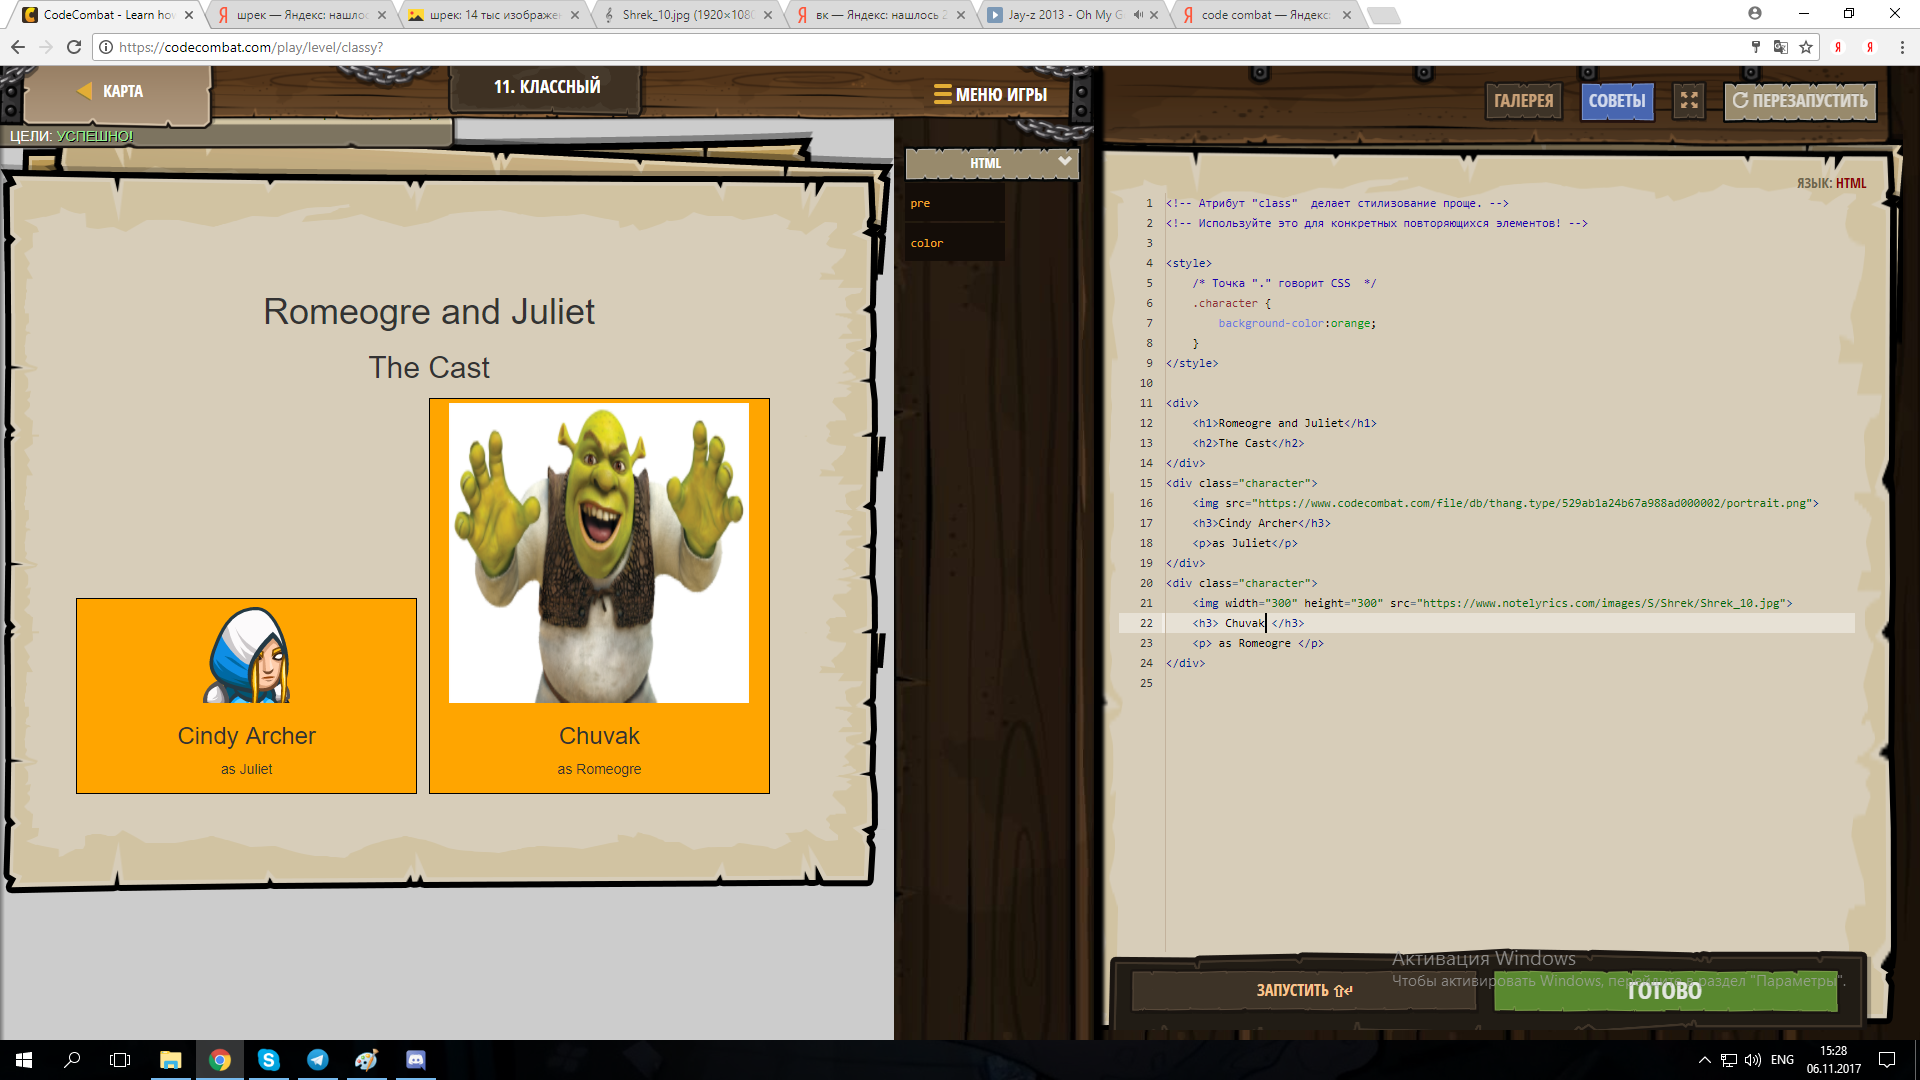 CodeCombat - Learn how
шрек — Яндекс: нашлос
шрек: 14 тыс изображен
Shrek_10.jpg (1920×1080
вк — Яндекс: нашлось 2
Jay-z 2013 - Oh My G
code combat — Яндекс:
https://codecombat.com/play/level/classy?
КАРТА
11. КЛАССНЫЙ
МЕНЮ ИГРЫ
ГАЛЕРЕЯ
СОВЕТЫ
ПЕРЕЗАПУСТИТЬ
ЦЕЛИ: УСПЕШНО!
HTML
pre
color
Romeogre and Juliet
The Cast
Cindy Archer
as Juliet
Chuvak
as Romeogre
ЯЗЫК: HTML
1 <!-- Атрибут "class"  делает стилизование проще. -->
2 <!-- Используйте это для конкретных повторяющихся элементов! -->
3
4 <style>
5     /* Точка "." говорит CSS  */
6     .character {
7         background-color:orange;
8     }
9 </style>
10
11 <div>
12     <h1>Romeogre and Juliet</h1>
13     <h2>The Cast</h2>
14 </div>
15 <div class="character">
16     <img src="https://www.codecombat.com/file/db/thang.type/529ab1a24b67a988ad000002/portrait.png">
17     <h3>Cindy Archer</h3>
18     <p>as Juliet</p>
19 </div>
20 <div class="character">
21     <img width="300" height="300" src="https://www.notelyrics.com/images/S/Shrek/Shrek_10.jpg">
22     <h3> Chuvak </h3>
23     <p> as Romeogre </p>
24 </div>
25
Активация Windows
Чтобы активировать Windows, перейдите в раздел "Параметры".
ЗАПУСТИТЬ
ГОТОВО
ENG
15:28
06.11.2017